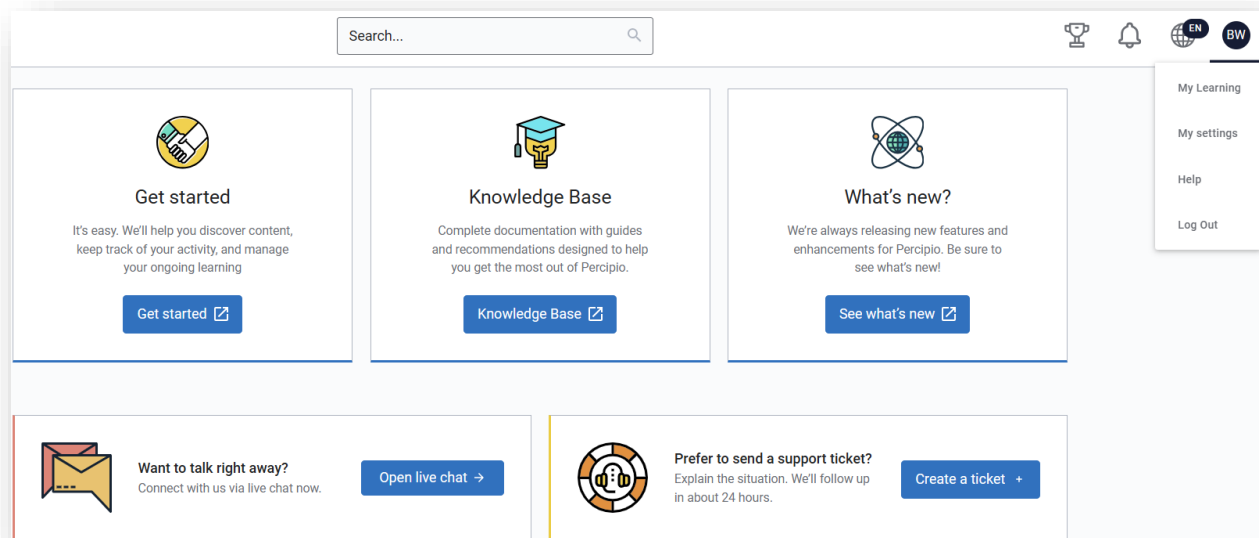 Search...
EN
BW
My Learning
My settings
Help
Log Out
Get started
It's easy. We'll help you discover content,
keep track of your activity, and manage
your ongoing learning
Get started
Knowledge Base
Complete documentation with guides
and recommendations designed to help
you get the most out of Percipio.
Knowledge Base
What's new?
We're always releasing new features and
enhancements for Percipio. Be sure to
see what's new!
See what's new
Want to talk right away?
Connect with us via live chat now.
Open live chat →
Prefer to send a support ticket?
Explain the situation. We'll follow up
in about 24 hours.
Create a ticket +